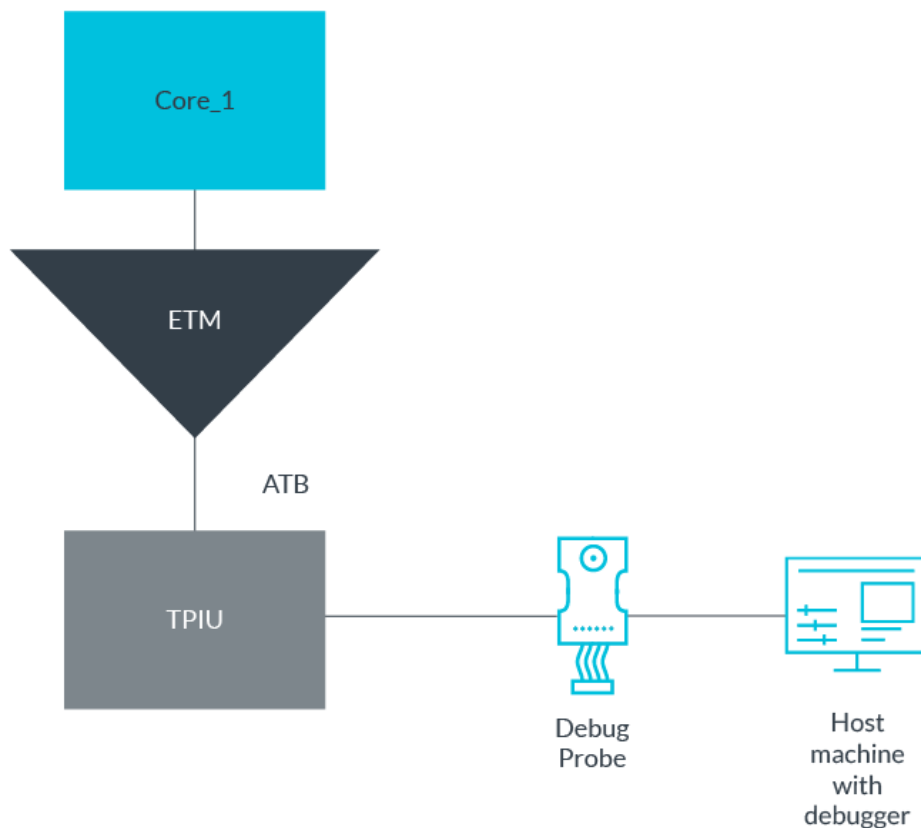 Core_1
ETM
ATB
TPIU
Debug
Probe
Host
machine
with
debugger